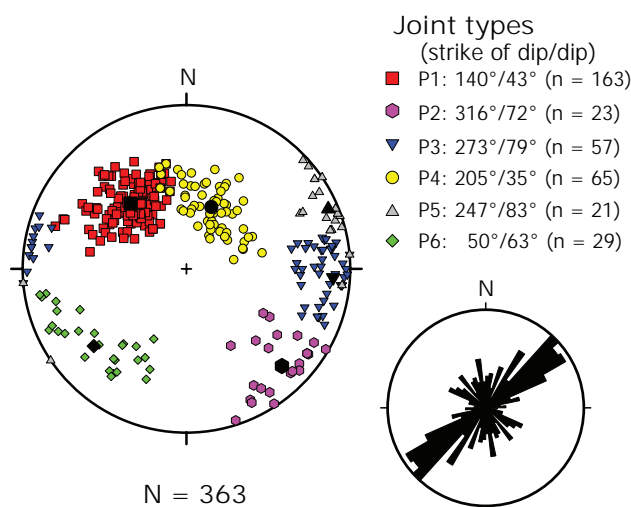 Joint types
(strike of dip/dip)
P1: 140°/43° (n = 163)
P2: 316°/72° (n = 23)
P3: 273°/79° (n = 57)
P4: 205°/35° (n = 65)
P5: 247°/83° (n = 21)
P6: 50°/63° (n = 29)
N
N
N = 363